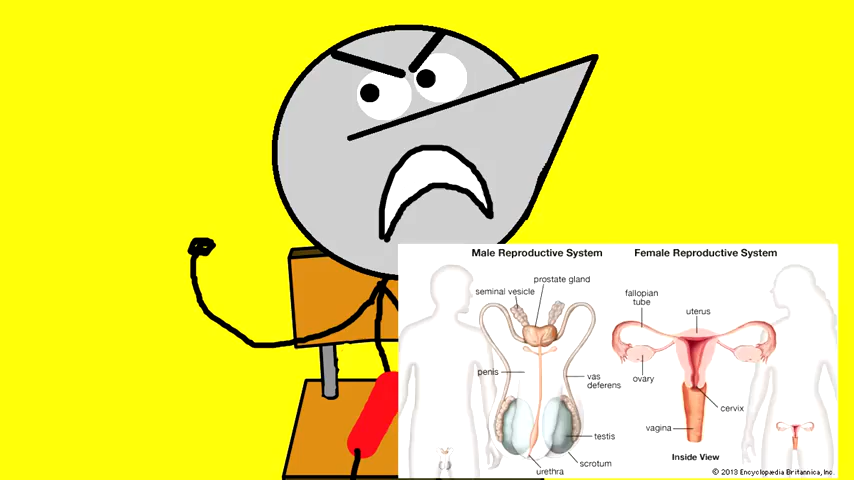 Male Reproductive System
Female Reproductive System
prostate gland
seminal vesicle
fallopian
tube
uterus
penis
vas
deferens
ovary
cervix
vagina
testis
scrotum
urethra
Inside View
© 2013 Encyclopædia Britannica, Inc.